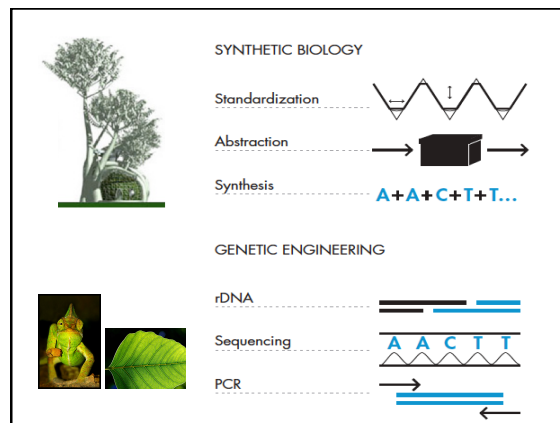 SYNTHETIC BIOLOGY
Standardization
Abstraction
Synthesis
A+A+C+T+T...
GENETIC ENGINEERING
rDNA
Sequencing
A A C T T
PCR